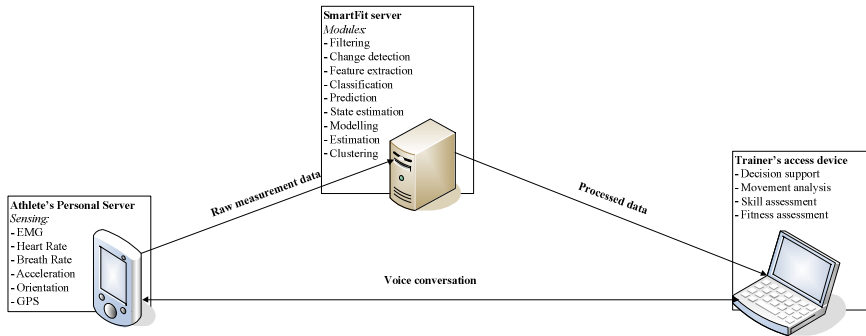 SmartFit server
Modules:
- Filtering
- Change detection
- Feature extraction
- Classification
- Prediction
- State estimation
- Modelling
- Estimation
- Clustering
Raw measurement data
Processed data
Athlete's Personal Server
Sensing:
- EMG
- Heart Rate
- Breath Rate
- Acceleration
- Orientation
- GPS
Voice conversation
Trainer's access device
- Decision support
- Movement analysis
- Skill assessment
- Fitness assessment